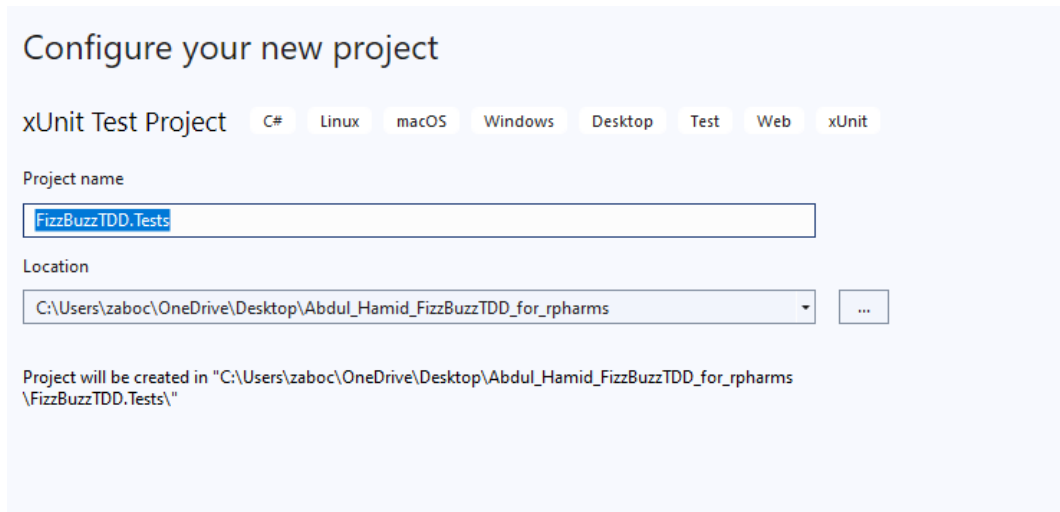 Configure your new project
xUnit Test Project C# Linux macOS Windows Desktop Test Web xUnit
Project name
FizzBuzzTDD.Tests
Location
C:\Users\zaboc\OneDrive\Desktop\Abdul_Hamid_FizzBuzzTDD_for_rpharms
...
Project will be created in "C:\Users\zaboc\OneDrive\Desktop\Abdul_Hamid_FizzBuzzTDD_for_rpharms
\FizzBuzzTDD.Tests\"